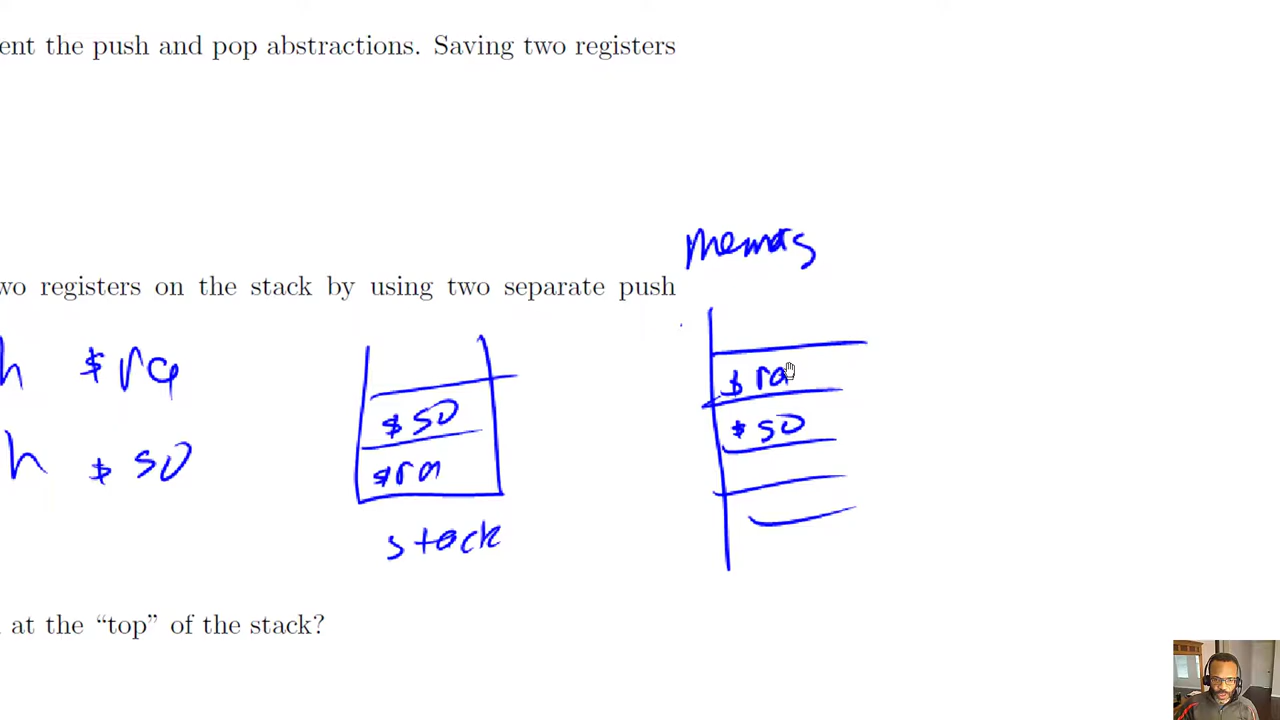 ent the push and pop abstractions. Saving two registers
memory
wo registers on the stack by using two separate push
h $ra
h $s0
$s0
$ra
stack
$ra
$s0
at the “top” of the stack?